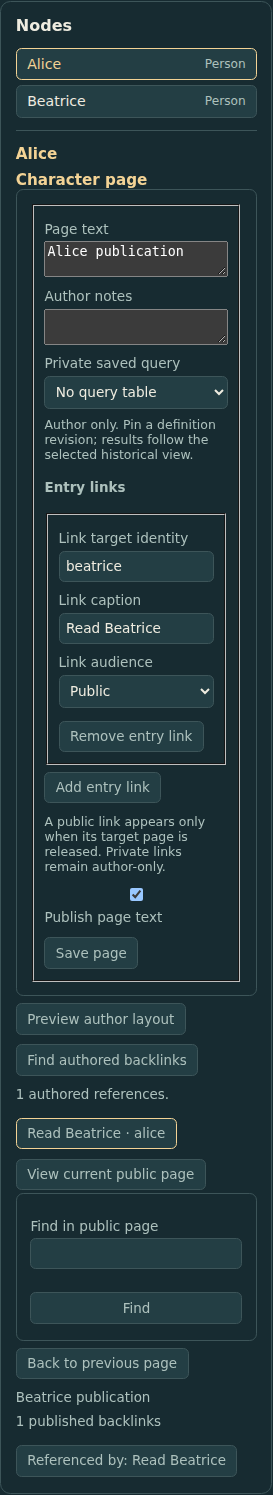 Nodes
Alice Person
Beatrice Person
Alice
Character page
Page text
Alice publication
Author notes
Private saved query
No query table
Author only. Pin a definition
revision; results follow the
selected historical view.
Entry links
Link target identity
beatrice
Link caption
Read Beatrice
Link audience
Public
Remove entry link
Add entry link
A public link appears only
when its target page is
released. Private links
remain author-only.
Publish page text
Save page
Preview author layout
Find authored backlinks
1 authored references.
Read Beatrice · alice
View current public page
Find in public page
Find
Back to previous page
Beatrice publication
1 published backlinks
Referenced by: Read Beatrice